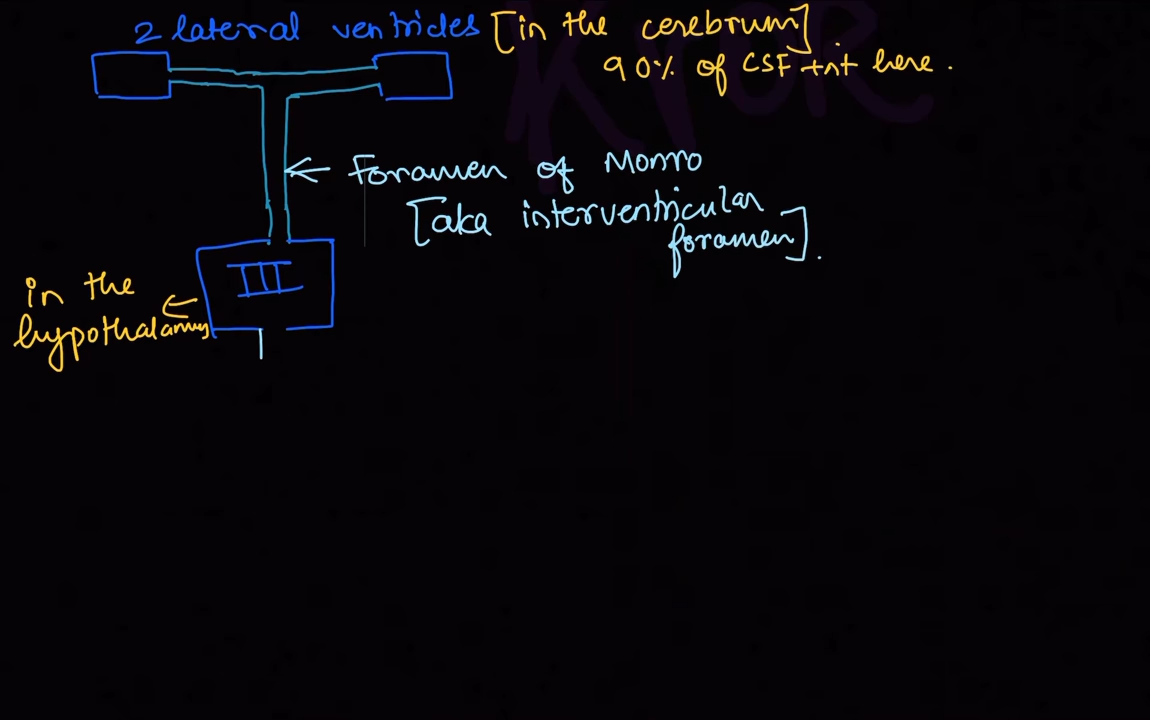 2 lateral ventricles [in the cerebrum]
90% of CSF +nt here.
← Foramen of Monro
[aka interventricular
foramen].
III
in the ←
hypothalamus